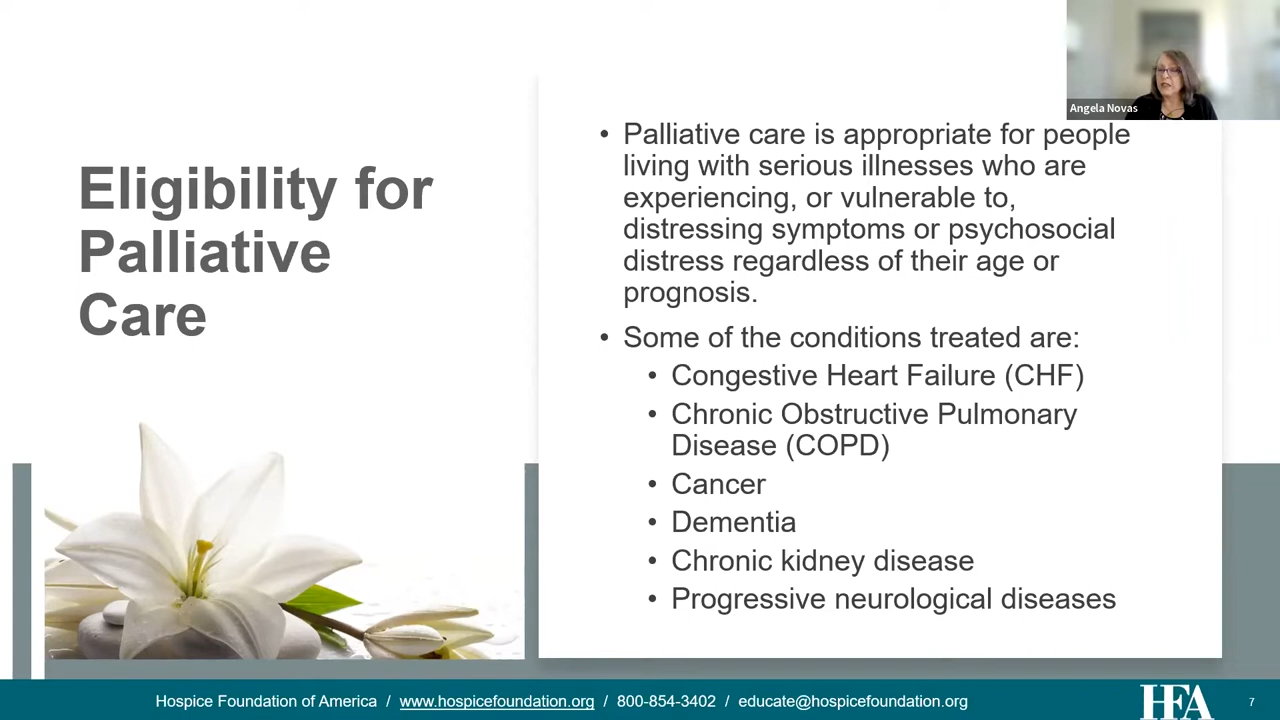 Angela Novas
Eligibility for
Palliative
Care
• Palliative care is appropriate for people
living with serious illnesses who are
experiencing, or vulnerable to,
distressing symptoms or psychosocial
distress regardless of their age or
prognosis.
• Some of the conditions treated are:
• Congestive Heart Failure (CHF)
• Chronic Obstructive Pulmonary
Disease (COPD)
• Cancer
• Dementia
• Chronic kidney disease
• Progressive neurological diseases
Hospice Foundation of America / www.hospicefoundation.org / 800-854-3402 / educate@hospicefoundation.org
HFA
7